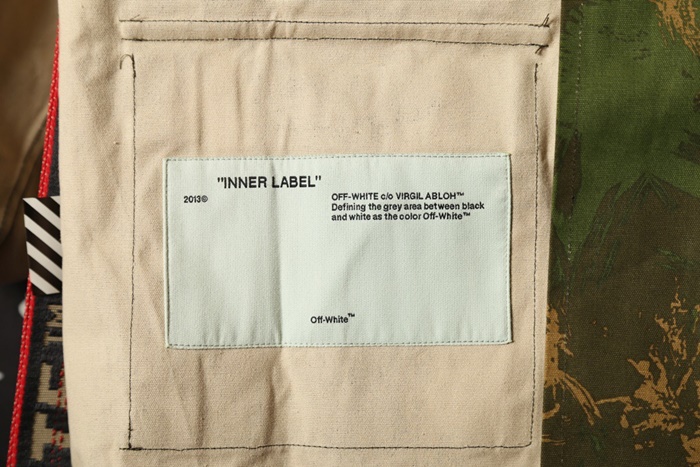 "INNER LABEL"
2013©
OFF-WHITE c/o VIRGIL ABLOH™
Defining the grey area between black
and white as the color Off-White™
Off-White™